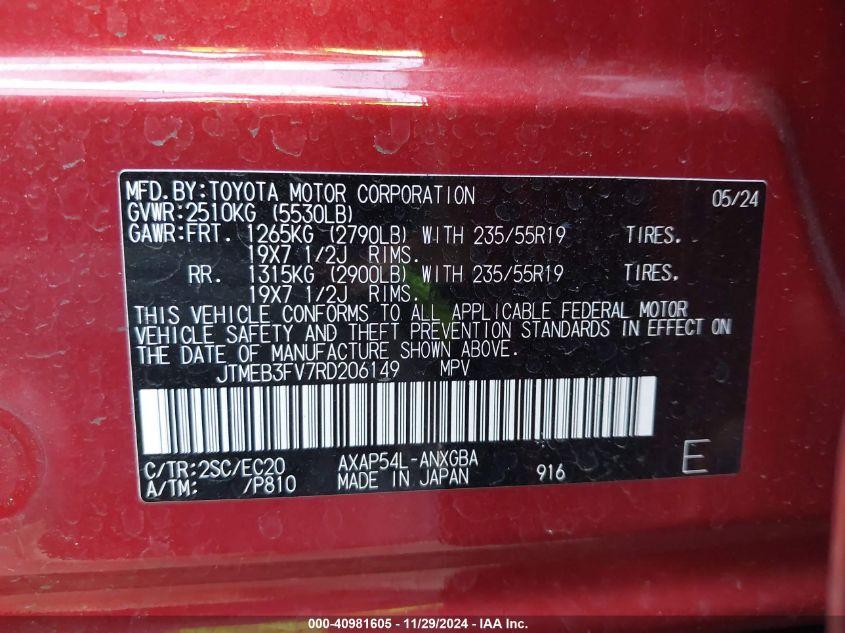 MFD.BY:TOYOTA MOTOR CORPORATION 05/24
GVWR:2510KG (5530LB)
GAWR:FRT. 1265KG (2790LB) WITH 235/55R19 TIRES.
19X7 1/2J RIMS.
RR. 1315KG (2900LB) WITH 235/55R19 TIRES.
19X7 1/2J RIMS.
THIS VEHICLE CONFORMS TO ALL APPLICABLE FEDERAL MOTOR
VEHICLE SAFETY AND THEFT PREVENTION STANDARDS IN EFFECT ON
THE DATE OF MANUFACTURE SHOWN ABOVE.
JTMEB3FV7RD206149 MPV
C/TR:2SC/EC20 AXAP54L-ANXGBA E
A/TM: /P810 MADE IN JAPAN 916
000-40981605 - 11/29/2024 - IAA Inc.